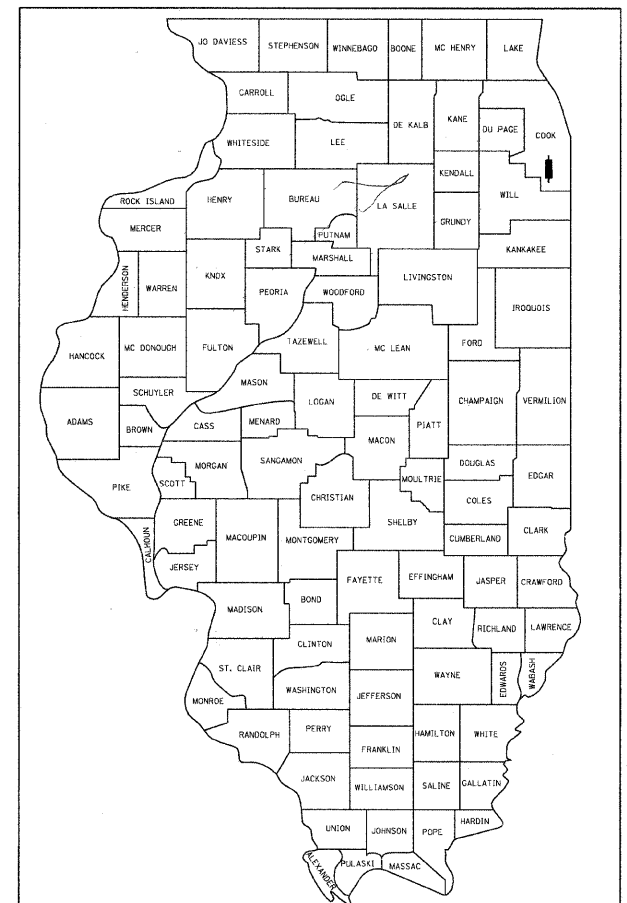 JO DAVIESS STEPHENSON WINNEBAGO BOONE MC HENRY LAKE
CARROLL OGLE DE KALB KANE DU PAGE COOK
WHITESIDE LEE
KENDALL WILL
ROCK ISLAND HENRY BUREAU LA SALLE
MERCER PUTNAM GRUNDY
STARK MARSHALL KANKAKEE
HENDERSON WARREN KNOX PEORIA WOODFORD LIVINGSTON
IROQUOIS
HANCOCK MC DONOUGH FULTON TAZEWELL MC LEAN FORD
SCHUYLER MASON LOGAN DE WITT CHAMPAIGN VERMILION
ADAMS BROWN CASS MENARD MACON PIATT
PIKE SCOTT MORGAN SANGAMON MOULTRIE DOUGLAS EDGAR
CHRISTIAN COLES
CALHOUN GREENE MACOUPIN MONTGOMERY SHELBY CUMBERLAND CLARK
JERSEY
MADISON BOND FAYETTE EFFINGHAM JASPER CRAWFORD
CLINTON MARION CLAY RICHLAND LAWRENCE
ST. CLAIR WASHINGTON JEFFERSON WAYNE EDWARDS WABASH
MONROE
RANDOLPH PERRY HAMILTON WHITE
FRANKLIN
JACKSON WILLIAMSON SALINE GALLATIN
UNION JOHNSON POPE HARDIN
ALEXANDER PULASKI MASSAC